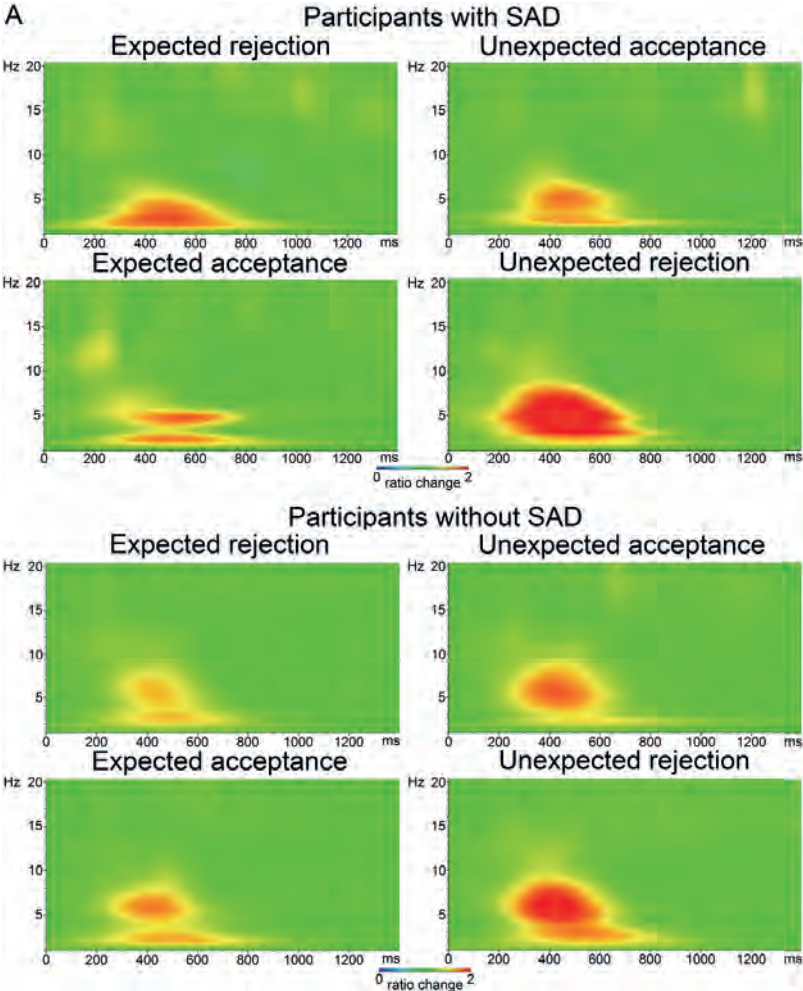 A
Participants with SAD
Expected rejection Unexpected acceptance
Hz 20 Hz 20
15 15
10 10
5 5
0 200 400 600 800 1000 1200 ms 0 200 400 600 800 1000 1200 ms
Expected acceptance Unexpected rejection
Hz 20 Hz 20
15 15
10 10
5 5
0 200 400 600 800 1000 1200 ms 0 200 400 600 800 1000 1200 ms
0 ratio change 2
Participants without SAD
Expected rejection Unexpected acceptance
Hz 20 Hz 20
15 15
10 10
5 5
0 200 400 600 800 1000 1200 ms 0 200 400 600 800 1000 1200 ms
Expected acceptance Unexpected rejection
Hz 20 Hz 20
15 15
10 10
5 5
0 200 400 600 800 1000 1200 ms 0 200 400 600 800 1000 1200 ms
0 ratio change 2